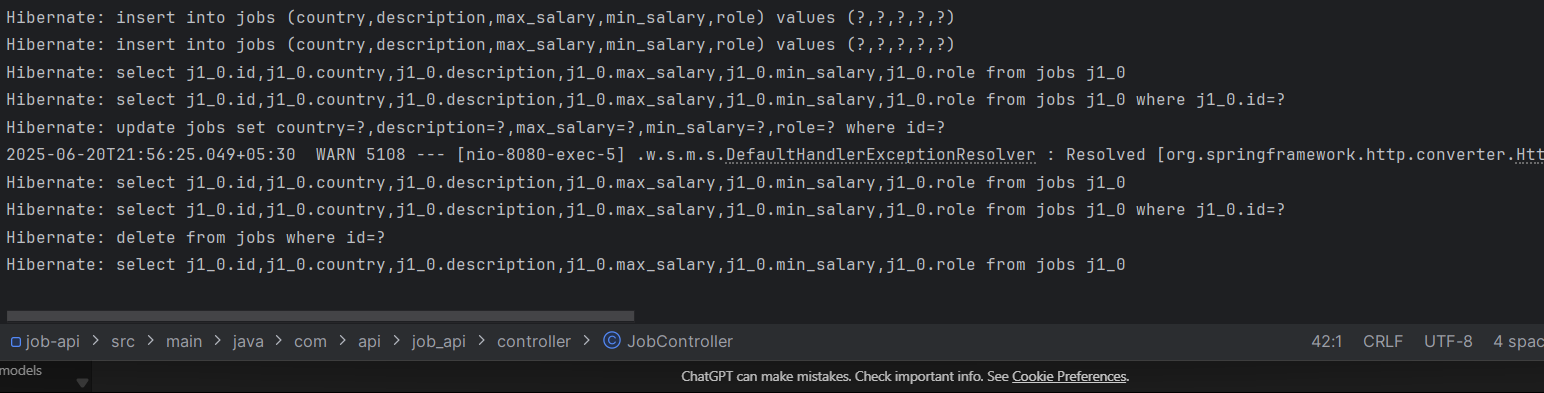 Hibernate: insert into jobs (country,description,max_salary,min_salary,role) values (?,?,?,?,?)
Hibernate: insert into jobs (country,description,max_salary,min_salary,role) values (?,?,?,?,?)
Hibernate: select j1_0.id,j1_0.country,j1_0.description,j1_0.max_salary,j1_0.min_salary,j1_0.role from jobs j1_0
Hibernate: select j1_0.id,j1_0.country,j1_0.description,j1_0.max_salary,j1_0.min_salary,j1_0.role from jobs j1_0 where j1_0.id=?
Hibernate: update jobs set country=?,description=?,max_salary=?,min_salary=?,role=? where id=?
2025-06-20T21:56:25.049+05:30  WARN 5108 --- [nio-8080-exec-5] .w.s.m.s.DefaultHandlerExceptionResolver : Resolved [org.springframework.http.converter.Htt
Hibernate: select j1_0.id,j1_0.country,j1_0.description,j1_0.max_salary,j1_0.min_salary,j1_0.role from jobs j1_0
Hibernate: select j1_0.id,j1_0.country,j1_0.description,j1_0.max_salary,j1_0.min_salary,j1_0.role from jobs j1_0 where j1_0.id=?
Hibernate: delete from jobs where id=?
Hibernate: select j1_0.id,j1_0.country,j1_0.description,j1_0.max_salary,j1_0.min_salary,j1_0.role from jobs j1_0
job-api > src > main > java > com > api > job_api > controller > JobController 42:1 CRLF UTF-8 4 spac
models
ChatGPT can make mistakes. Check important info. See Cookie Preferences.